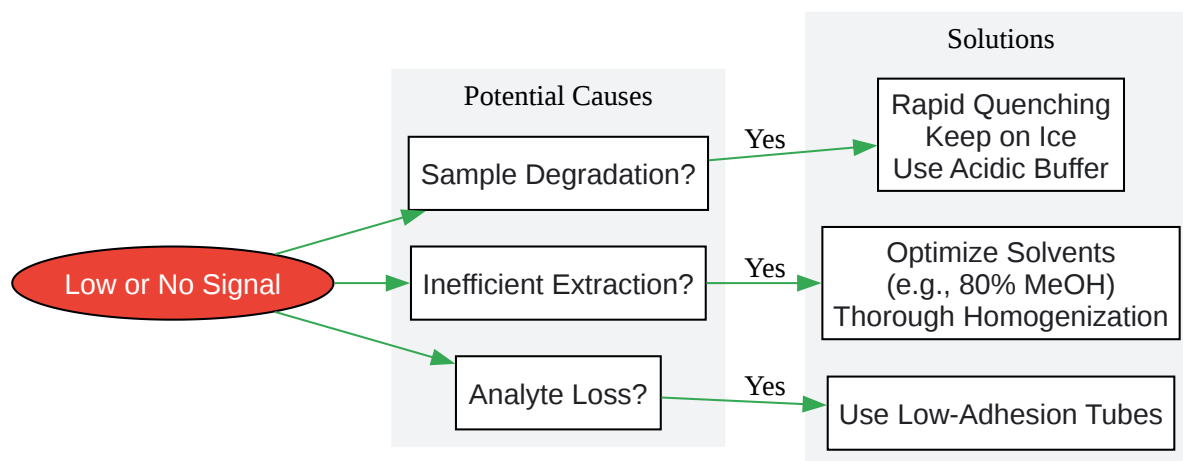 Solutions
Potential Causes
Rapid Quenching
Keep on Ice
Use Acidic Buffer
Yes
Sample Degradation?
Low or No Signal
Inefficient Extraction?
Yes
Optimize Solvents
(e.g., 80% MeOH)
Thorough Homogenization
Analyte Loss?
Yes
Use Low-Adhesion Tubes